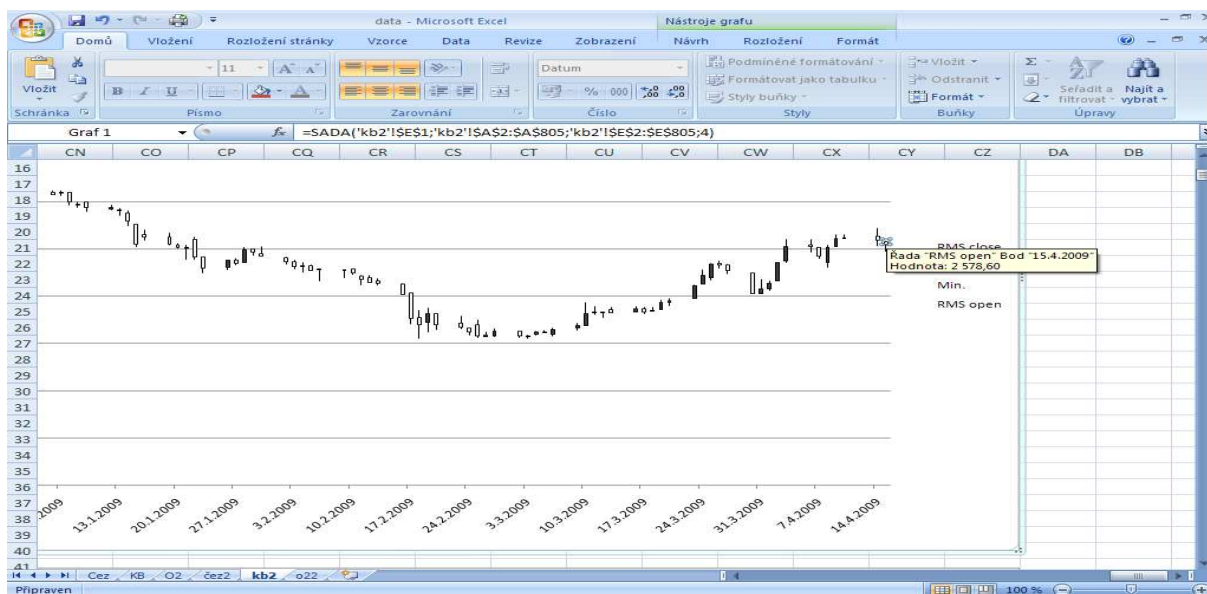 data - Microsoft Excel
Nástroje grafu
Domů Vložení Rozložení stránky Vzorce Data Revize Zobrazení Návrh Rozložení Formát
Vložit
11
A A
Datum
B I U
A
% 000
,00 ,0
Podmíněné formátování
Formátovat jako tabulku
Styly buňky
Vložit
Odstranit
Formát
Σ
Seřadit a filtrovat
Najít a vybrat
Schránka Písmo Zarovnání Číslo Styly Buňky Úpravy
Graf 1
fx =SADA('kb2'!$E$1;'kb2'!$A$2:$A$805;'kb2'!$E$2:$E$805;4)
CN CO CP CQ CR CS CT CU CV CW CX CY CZ DA DB
16
17
18
19
20
21
22
23
24
25
26
27
28
29
30
31
32
33
34
35
36
37
38
39
40
41
RMS close
Řada "RMS open" Bod "15.4.2009"
Hodnota: 2 578,60
Min.
RMS open
13.1.2009 20.1.2009 27.1.2009 3.2.2009 10.2.2009 17.2.2009 24.2.2009 3.3.2009 10.3.2009 17.3.2009 24.3.2009 31.3.2009 7.4.2009 14.4.2009
Cez KB O2 čez2 kb2 o22
Připraven
100 %